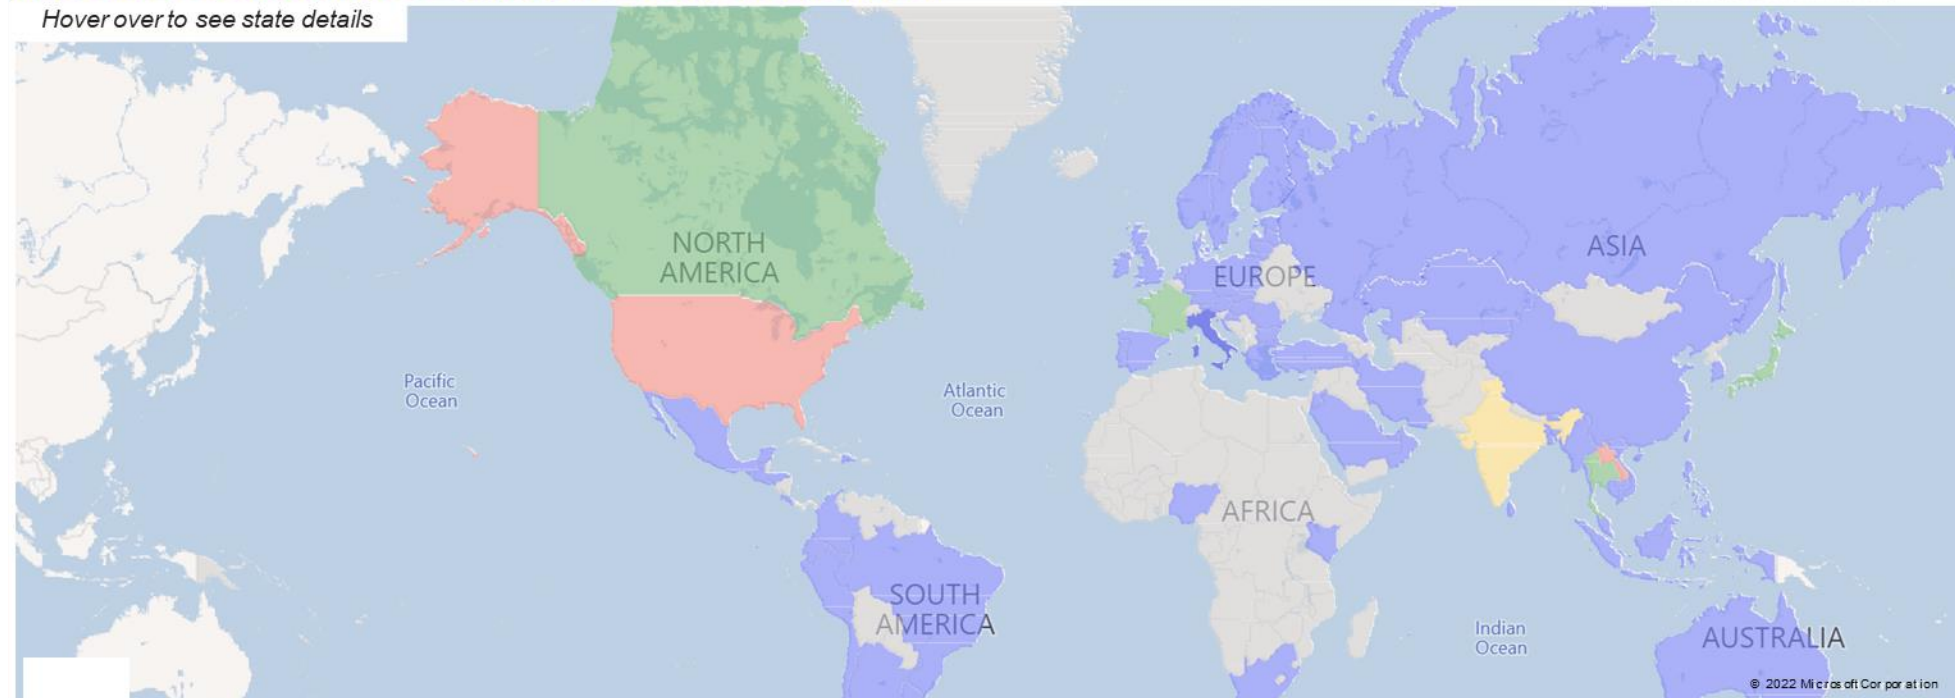 Hover over to see state details
NORTH
AMERICA
EUROPE
ASIA
Pacific
Ocean
Atlantic
Ocean
AFRICA
SOUTH
AMERICA
Indian
Ocean
AUSTRALIA
© 2022 Microsoft Corporation